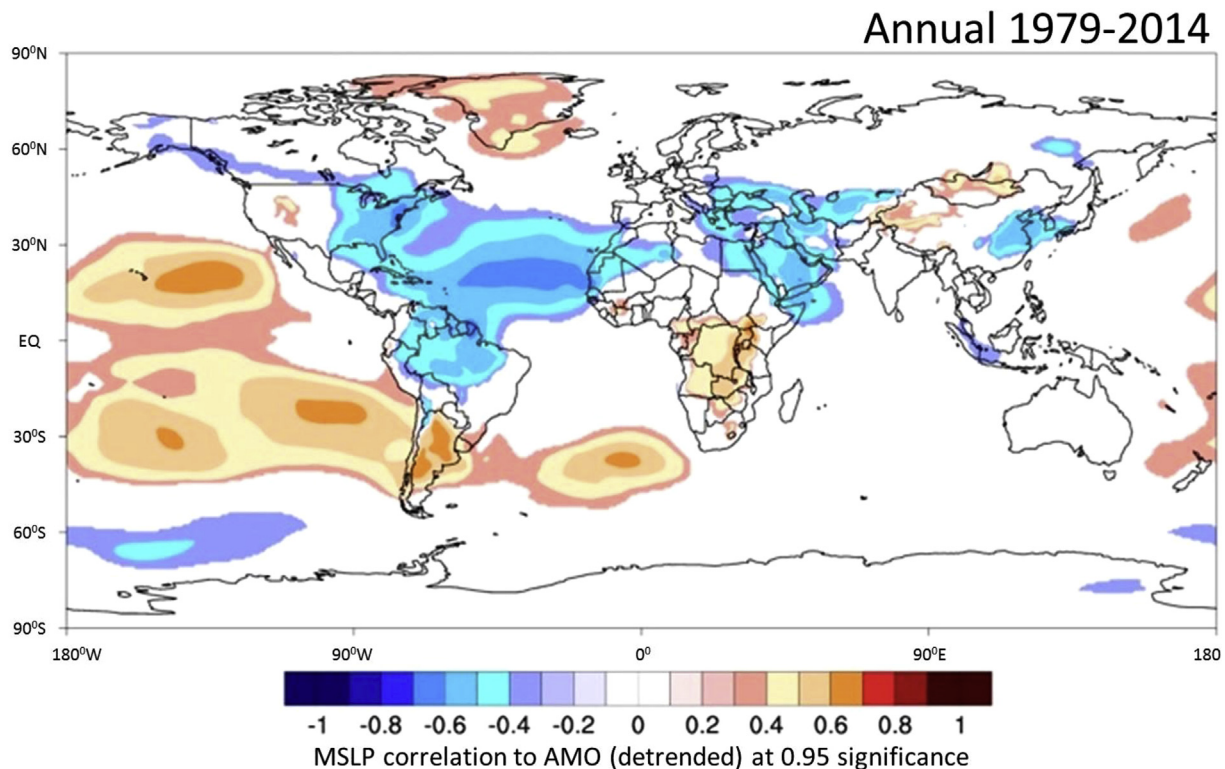 Annual 1979-2014
90⁰N
60⁰N
30⁰N
EQ
30⁰S
60⁰S
90⁰S
180⁰W 90⁰W 0⁰ 90⁰E 180
-1 -0.8 -0.6 -0.4 -0.2 0 0.2 0.4 0.6 0.8 1
MSLP correlation to AMO (detrended) at 0.95 significance